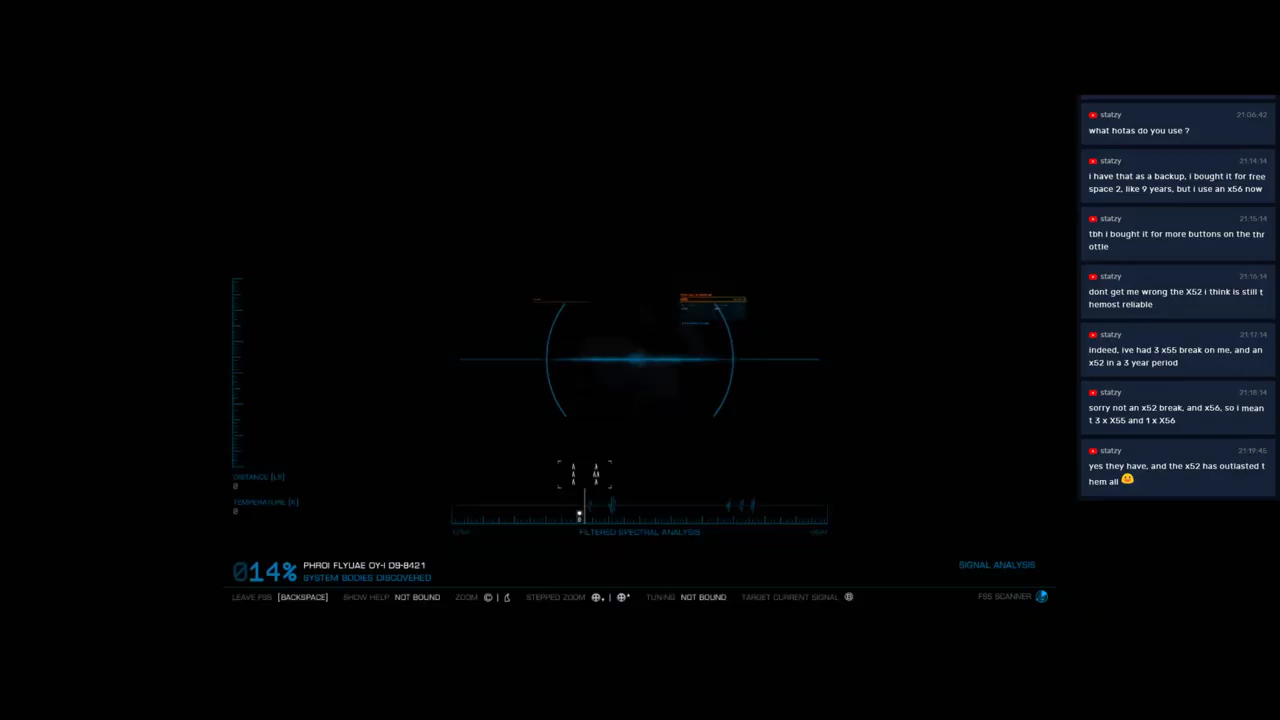 statzy 21:06:42
what hotas do you use ?
statzy 21:14:14
i have that as a backup, i bought it for free
space 2, like 9 years, but i use an x56 now
statzy 21:15:14
tbh i bought it for more buttons on the thr
ottle
statzy 21:16:14
dont get me wrong the X52 i think is still t
hemost reliable
statzy 21:17:14
indeed, ive had 3 x55 break on me, and an
x52 in a 3 year period
statzy 21:18:14
sorry not an x52 break, and x56, so i mean
t 3 x X55 and 1 x X56
statzy 21:19:45
yes they have, and the x52 has outlasted t
hem all
DISTANCE [LS]
0
TEMPERATURE [K]
0
FILTERED SPECTRAL ANALYSIS
014% PHROI FLYUAE OY-I D9-8421
SYSTEM BODIES DISCOVERED
SIGNAL ANALYSIS
LEAVE FSS [BACKSPACE] SHOW HELP NOT BOUND ZOOM STEPPED ZOOM TUNING NOT BOUND TARGET CURRENT SIGNAL FSS SCANNER